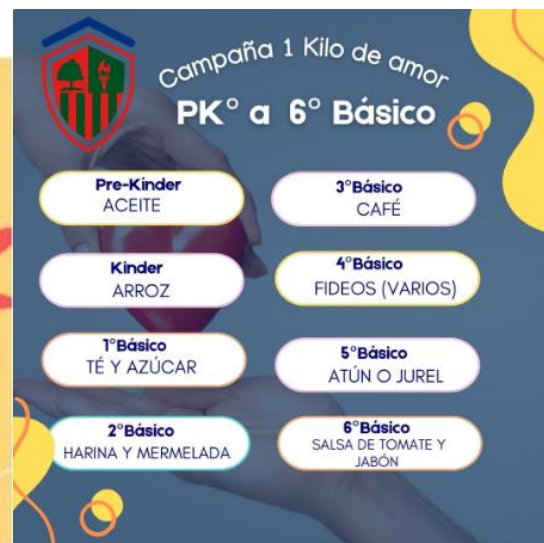 Campaña 1 Kilo de amor
PK° a 6° Básico
Pre-Kínder
ACEITE
Kinder
ARROZ
1°Básico
TÉ Y AZÚCAR
2°Básico
HARINA Y MERMELADA
3°Básico
CAFÉ
4°Básico
FIDEOS (VARIOS)
5°Básico
ATÚN O JUREL
6°Básico
SALSA DE TOMATE Y
JABÓN